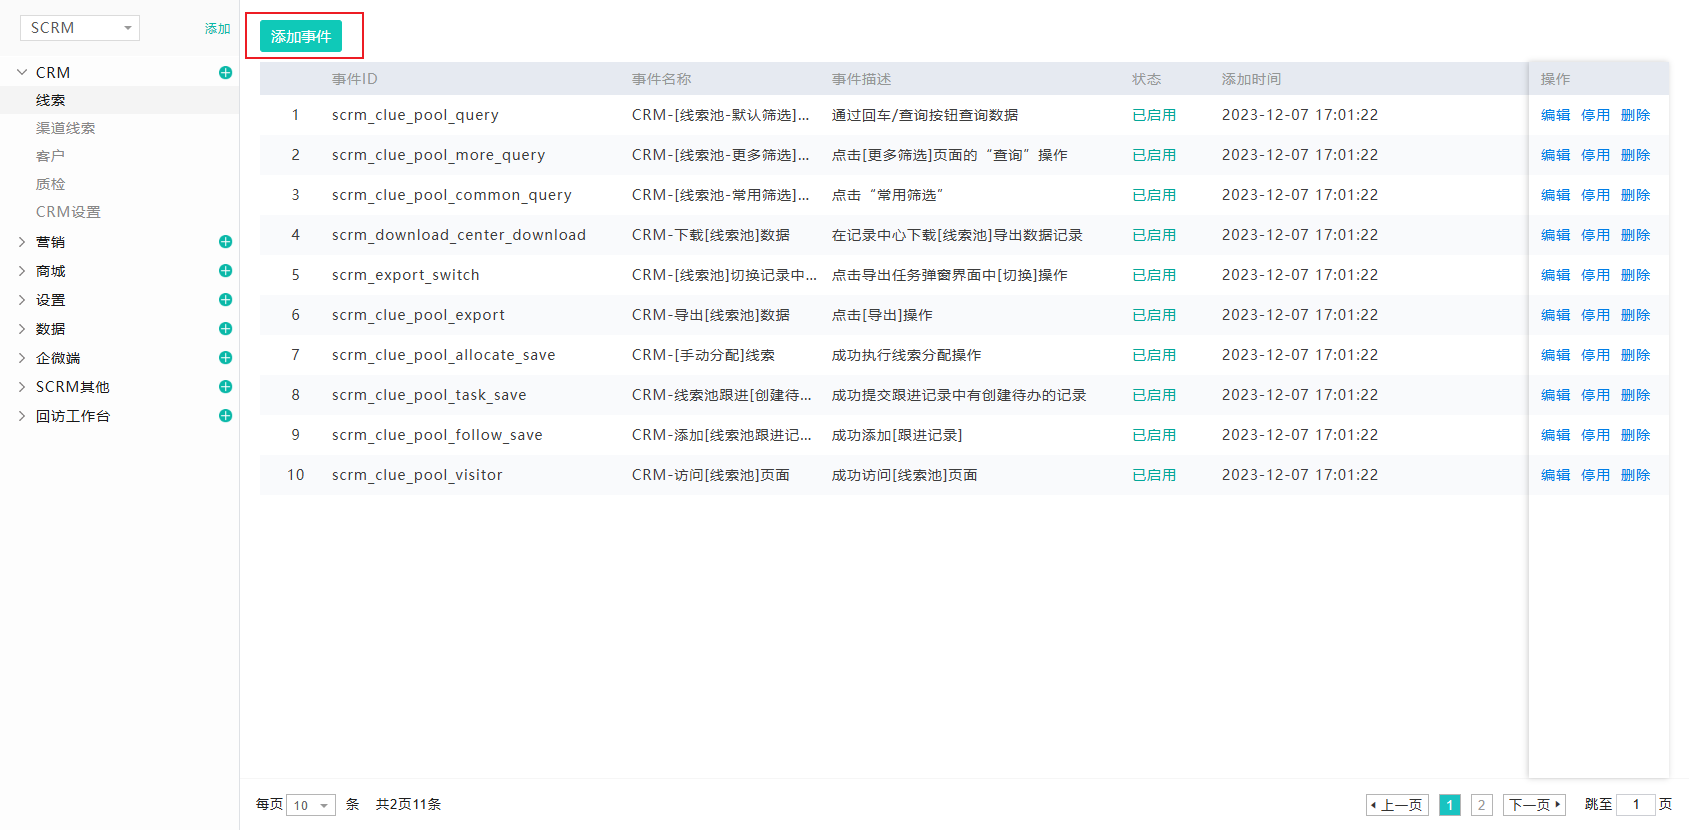 SCRM 添加
CRM
线索
渠道线索
客户
质检
CRM设置
营销
商城
设置
数据
企微端
SCRM其他
回访工作台
添加事件
事件ID 事件名称 事件描述 状态 添加时间 操作
1 scrm_clue_pool_query CRM-[线索池-默认筛选]... 通过回车/查询按钮查询数据 已启用 2023-12-07 17:01:22 编辑 停用 删除
2 scrm_clue_pool_more_query CRM-[线索池-更多筛选]... 点击[更多筛选]页面的“查询”操作 已启用 2023-12-07 17:01:22 编辑 停用 删除
3 scrm_clue_pool_common_query CRM-[线索池-常用筛选]... 点击“常用筛选” 已启用 2023-12-07 17:01:22 编辑 停用 删除
4 scrm_download_center_download CRM-下载[线索池]数据 在记录中心下载[线索池]导出数据记录 已启用 2023-12-07 17:01:22 编辑 停用 删除
5 scrm_export_switch CRM-[线索池]切换记录中... 点击导出任务弹窗界面中[切换]操作 已启用 2023-12-07 17:01:22 编辑 停用 删除
6 scrm_clue_pool_export CRM-导出[线索池]数据 点击[导出]操作 已启用 2023-12-07 17:01:22 编辑 停用 删除
7 scrm_clue_pool_allocate_save CRM-[手动分配]线索 成功执行线索分配操作 已启用 2023-12-07 17:01:22 编辑 停用 删除
8 scrm_clue_pool_task_save CRM-线索池跟进[创建待... 成功提交跟进记录中有创建待办的记录 已启用 2023-12-07 17:01:22 编辑 停用 删除
9 scrm_clue_pool_follow_save CRM-添加[线索池跟进记... 成功添加[跟进记录] 已启用 2023-12-07 17:01:22 编辑 停用 删除
10 scrm_clue_pool_visitor CRM-访问[线索池]页面 成功访问[线索池]页面 已启用 2023-12-07 17:01:22 编辑 停用 删除
每页 10 条 共2页11条 上一页 1 2 下一页 跳至 1 页